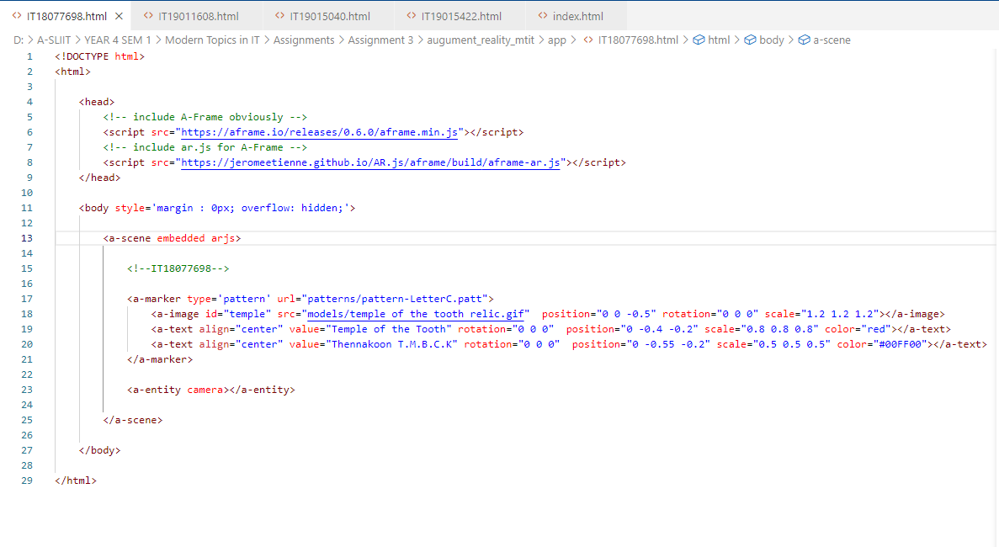 IT18077698.html IT19011608.html IT19015040.html IT19015422.html index.html
D: > A-SLIIT > YEAR 4 SEM 1 > Modern Topics in IT > Assignments > Assignment 3 > augument_reality_mtit > app > IT18077698.html > html > body > a-scene
1 <!DOCTYPE html>
2 <html>
3
4 <head>
5 <!-- include A-Frame obviously -->
6 <script src="https://aframe.io/releases/0.6.0/aframe.min.js"></script>
7 <!-- include ar.js for A-Frame -->
8 <script src="https://jeromeetienne.github.io/AR.js/aframe/build/aframe-ar.js"></script>
9 </head>
10
11 <body style='margin : 0px; overflow: hidden;'>
12
13 <a-scene embedded arjs>
14
15 <!--IT18077698-->
16
17 <a-marker type='pattern' url="patterns/pattern-LetterC.patt">
18 <a-image id="temple" src="models/temple of the tooth relic.gif"  position="0 0 -0.5" rotation="0 0 0" scale="1.2 1.2 1.2"></a-image>
19 <a-text align="center" value="Temple of the Tooth" rotation="0 0 0"  position="0 -0.4 -0.2" scale="0.8 0.8 0.8" color="red"></a-text>
20 <a-text align="center" value="Thennakoon T.M.B.C.K" rotation="0 0 0"  position="0 -0.55 -0.2" scale="0.5 0.5 0.5" color="#00FF00"></a-text>
21 </a-marker>
22
23 <a-entity camera></a-entity>
24
25 </a-scene>
26
27 </body>
28
29 </html>